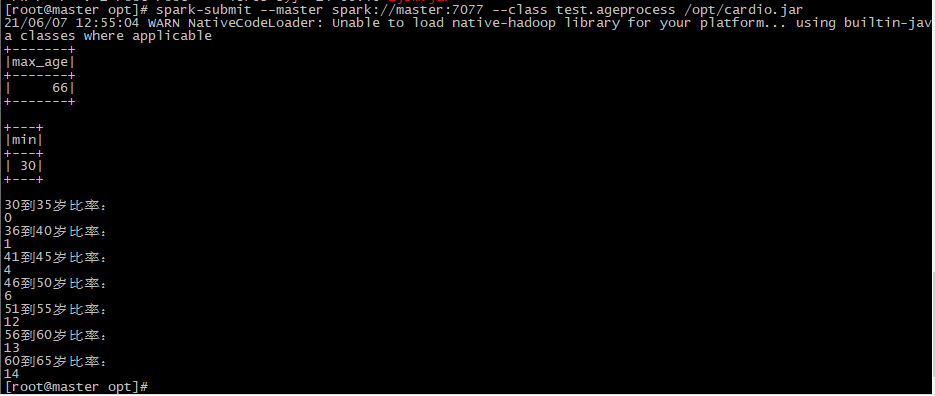 [root@master opt]# spark-submit --master spark://master:7077 --class test.ageprocess /opt/cardio.jar
21/06/07 12:55:04 WARN NativeCodeLoader: Unable to load native-hadoop library for your platform... using builtin-jav
a classes where applicable
+-------+
|max_age|
+-------+
|     66|
+-------+

+---+
|min|
+---+
| 30|
+---+

30到35岁比率：
0
36到40岁比率：
1
41到45岁比率：
4
46到50岁比率：
6
51到55岁比率：
12
56到60岁比率：
13
60到65岁比率：
14
[root@master opt]#